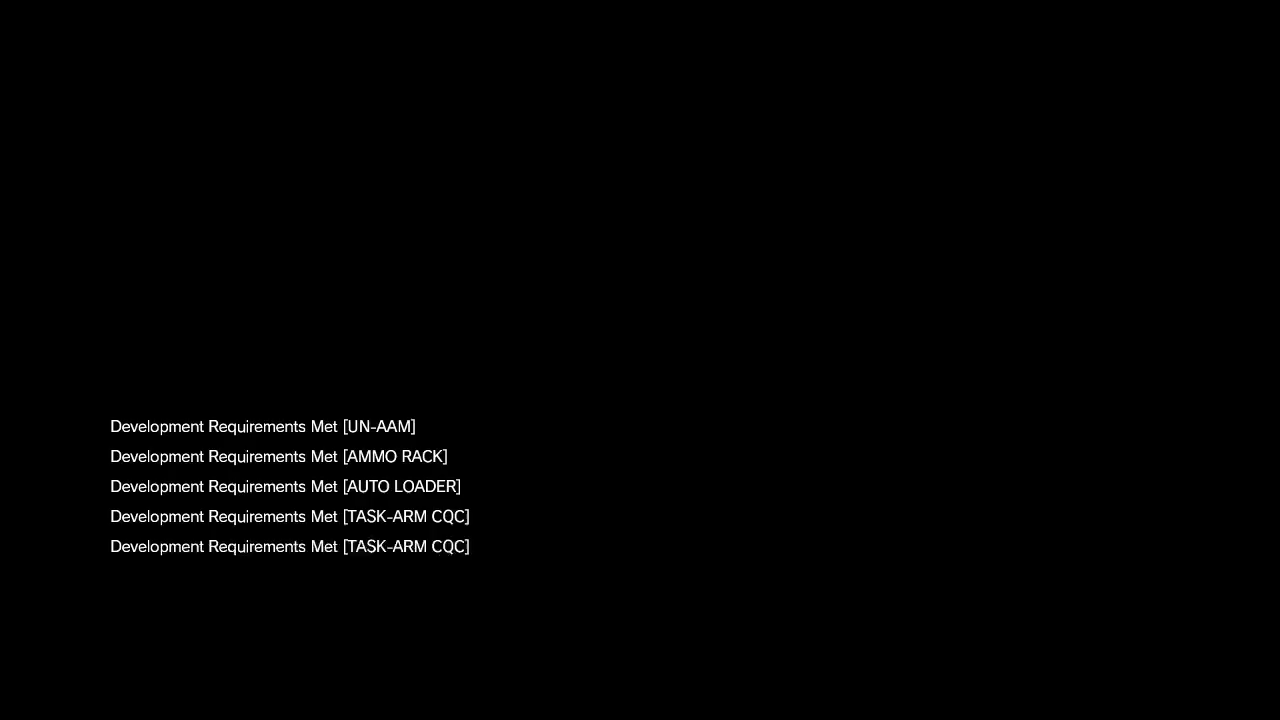 Development Requirements Met [UN-AAM]
Development Requirements Met [AMMO RACK]
Development Requirements Met [AUTO LOADER]
Development Requirements Met [TASK-ARM CQC]
Development Requirements Met [TASK-ARM CQC]